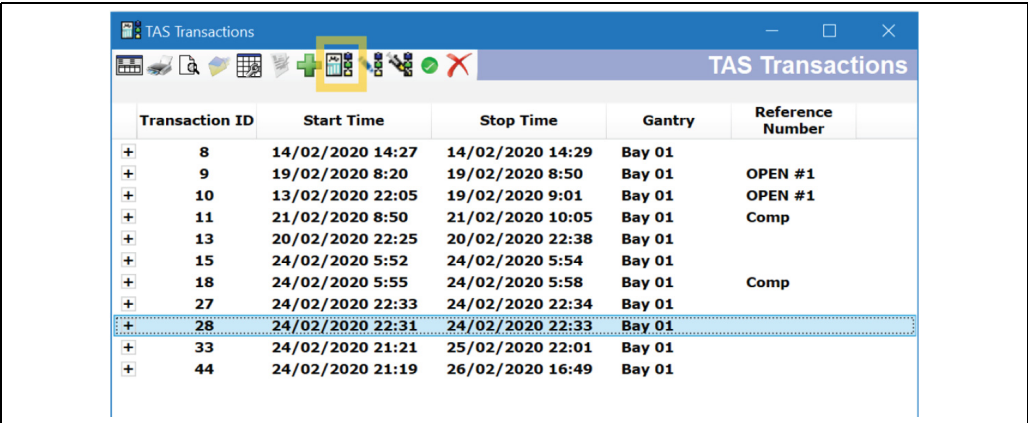 TAS Transactions
TAS Transactions
Transaction ID Start Time Stop Time Gantry Reference Number
+ 8 14/02/2020 14:27 14/02/2020 14:29 Bay 01
+ 9 19/02/2020 8:20 19/02/2020 8:50 Bay 01 OPEN #1
+ 10 13/02/2020 22:05 19/02/2020 9:01 Bay 01 OPEN #1
+ 11 21/02/2020 8:50 21/02/2020 10:05 Bay 01 Comp
+ 13 20/02/2020 22:25 20/02/2020 22:38 Bay 01
+ 15 24/02/2020 5:52 24/02/2020 5:54 Bay 01
+ 18 24/02/2020 5:55 24/02/2020 5:58 Bay 01 Comp
+ 27 24/02/2020 22:33 24/02/2020 22:34 Bay 01
+ 28 24/02/2020 22:31 24/02/2020 22:33 Bay 01
+ 33 24/02/2020 21:21 25/02/2020 22:01 Bay 01
+ 44 24/02/2020 21:19 26/02/2020 16:49 Bay 01